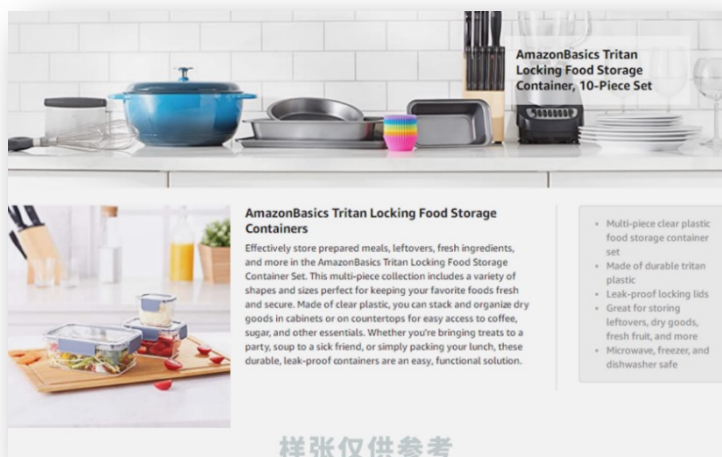 AmazonBasics Tritan
Locking Food Storage
Container, 10-Piece Set
AmazonBasics Tritan Locking Food Storage
Containers
Effectively store prepared meals, leftovers, fresh ingredients,
and more in the AmazonBasics Tritan Locking Food Storage
Container Set. This multi-piece collection includes a variety of
shapes and sizes perfect for keeping your favorite foods fresh
and secure. Made of clear plastic, you can stack and organize dry
goods in cabinets or on countertops for easy access to coffee,
sugar, and other essentials. Whether you're bringing treats to a
party, soup to a sick friend, or simply packing your lunch, these
durable, leak-proof containers are an easy, functional solution.
• Multi-piece clear plastic
food storage container
set
• Made of durable tritan
plastic
• Leak-proof locking lids
• Great for storing
leftovers, dry goods,
fresh fruit, and more
• Microwave, freezer, and
dishwasher safe
样张仅供参考